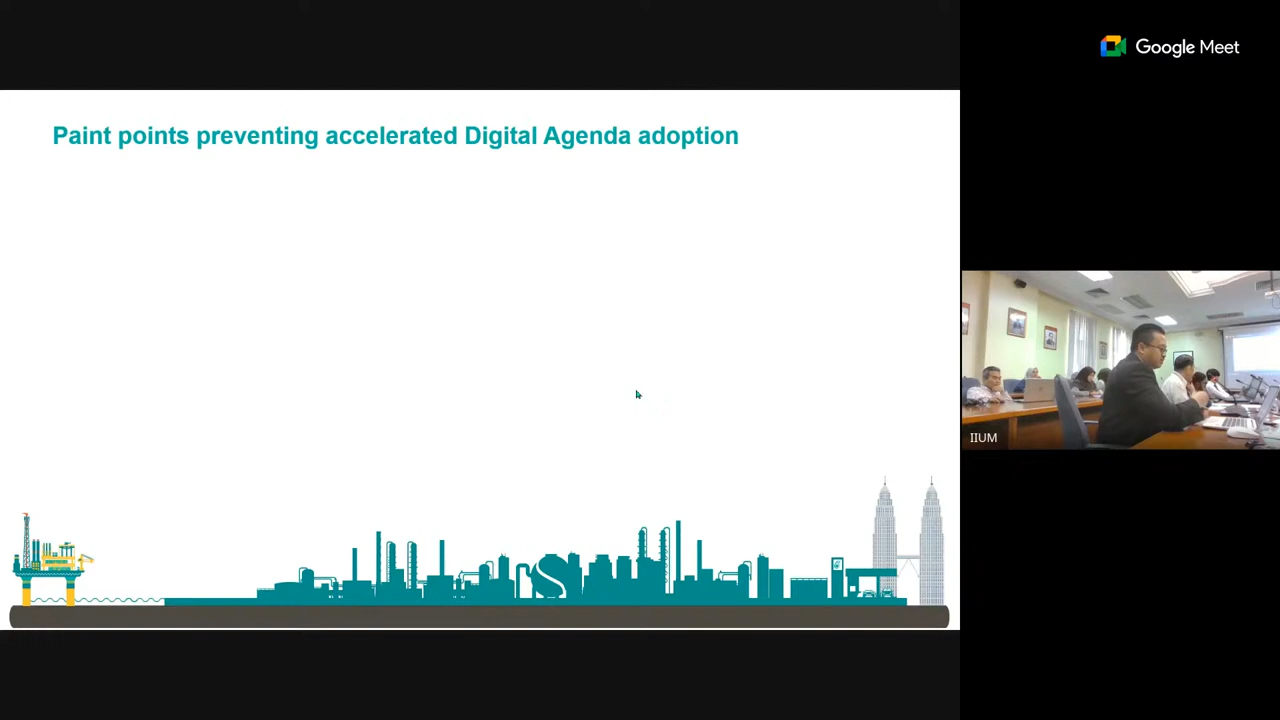 Google Meet
Paint points preventing accelerated Digital Agenda adoption
IIUM